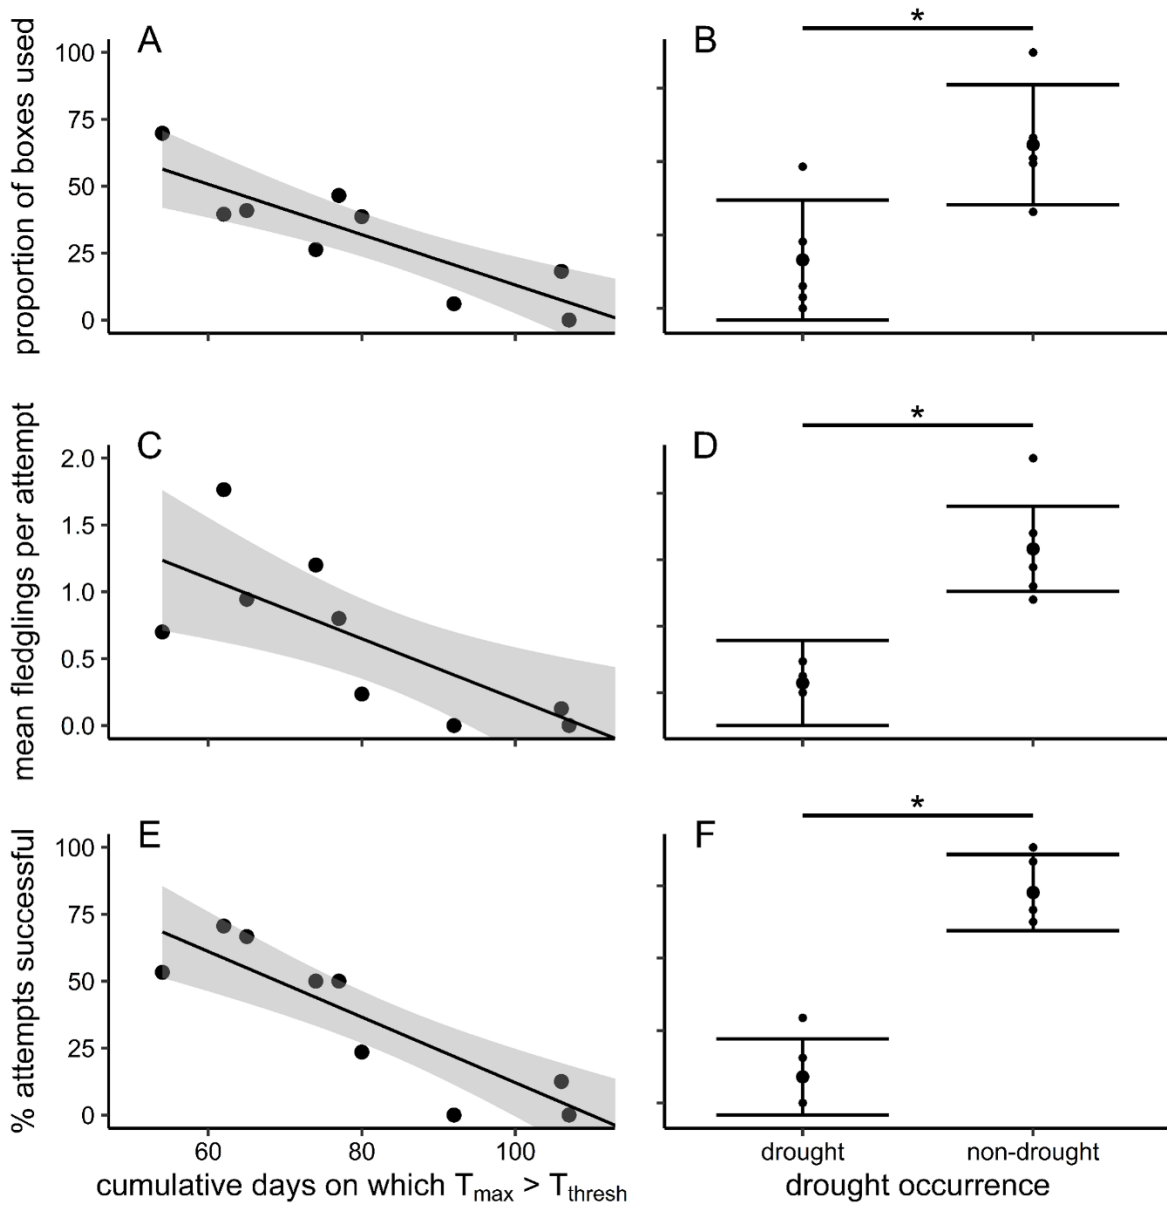 A
proportion of boxes used
100
75
50
25
0
B
*
C
mean fledglings per attempt
2.0
1.5
1.0
0.5
0.0
D
*
E
% attempts successful
100
75
50
25
0
60 80 100
cumulative days on which Tmax > Tthresh
F
*
drought non-drought
drought occurrence